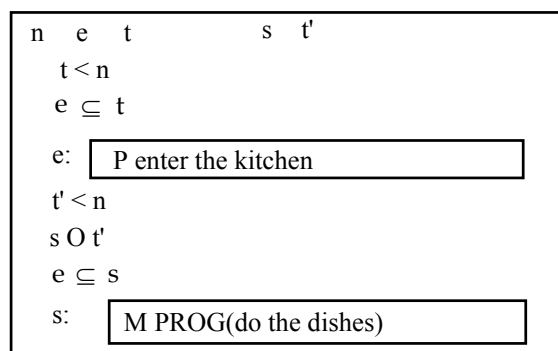 n e t s t'
t < n
e ⊆ t
e: P enter the kitchen
t' < n
s O t'
e ⊆ s
s: M PROG(do the dishes)